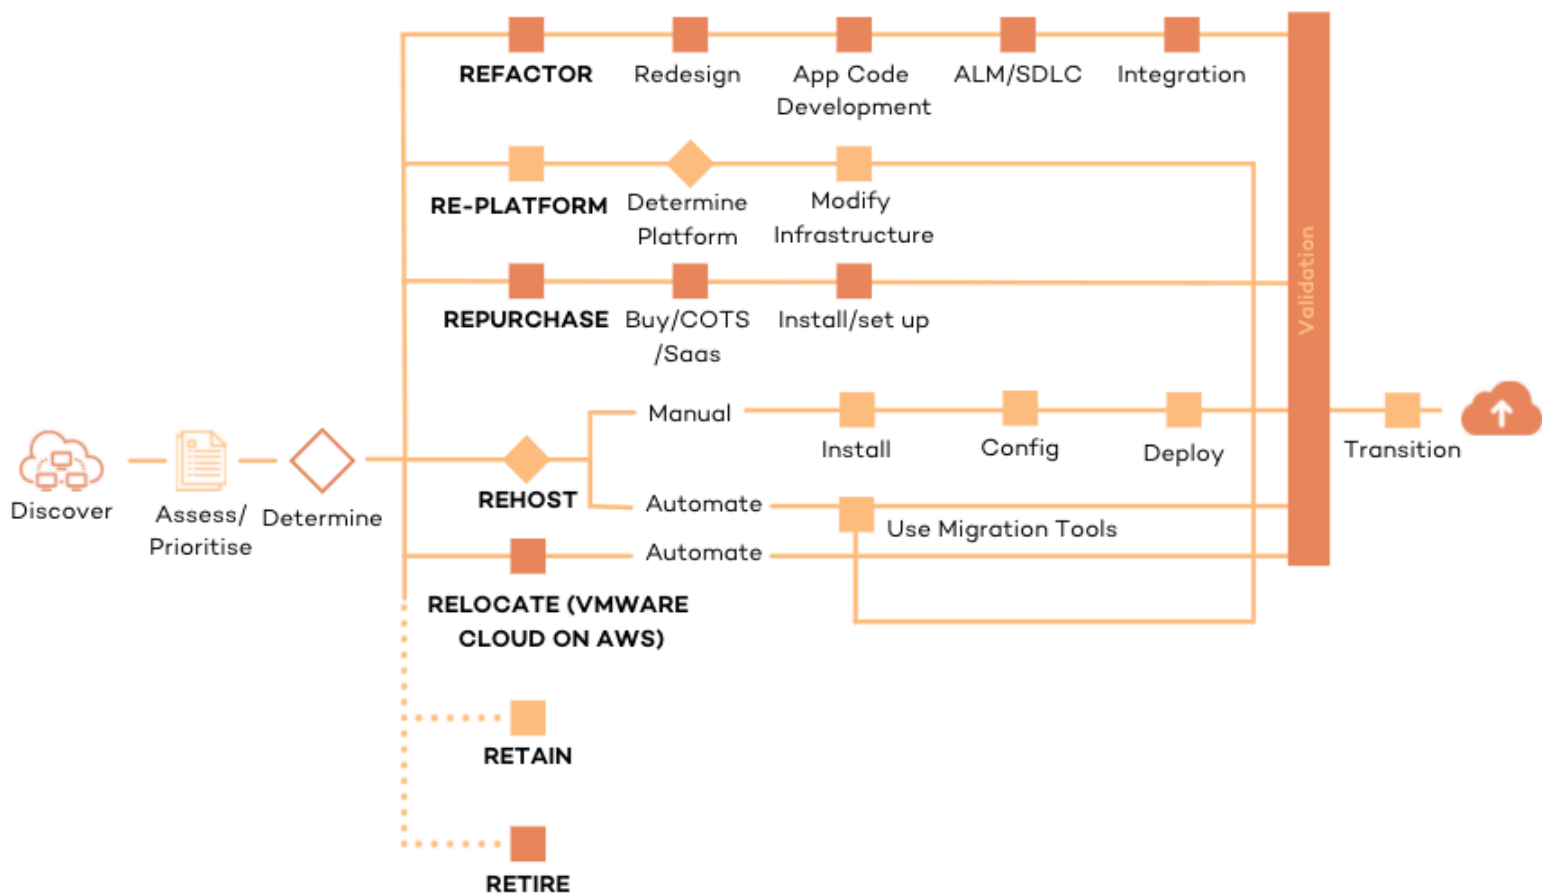 REFACTOR
Redesign
App Code
Development
ALM/SDLC
Integration
RE-PLATFORM
Determine
Platform
Modify
Infrastructure
REPURCHASE
Buy/COTS
/Saas
Install/set up
Validation
Discover
Assess/
Prioritise
Determine
REHOST
Manual
Install
Config
Deploy
Transition
Automate
Use Migration Tools
Automate
RELOCATE (VMWARE
CLOUD ON AWS)
RETAIN
RETIRE